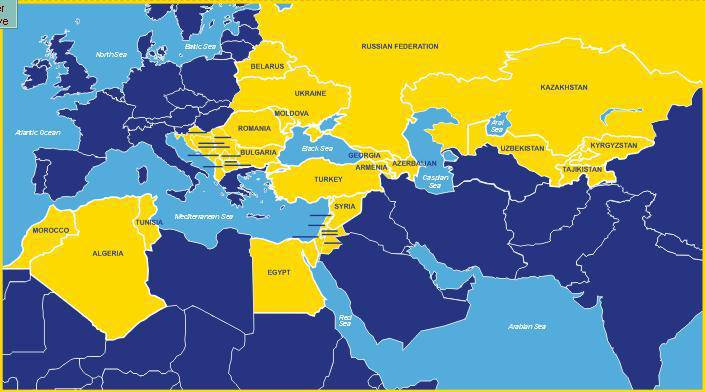 er
ve
North Sea
Baltic Sea
RUSSIAN FEDERATION
BELARUS
KAZAKHSTAN
UKRAINE
MOLDOVA
Aral
Sea
Atlantic Ocean
ROMANIA
Black Sea
KYRGYZSTAN
UZBEKISTAN
BULGARIA
GEORGIA
AZERBAIJAN
ARMENIA
TAJIKISTAN
TURKEY
Caspian
Sea
SYRIA
Mediterranean Sea
TUNISIA
MOROCCO
ALGERIA
EGYPT
Red
Sea
Arabian Sea